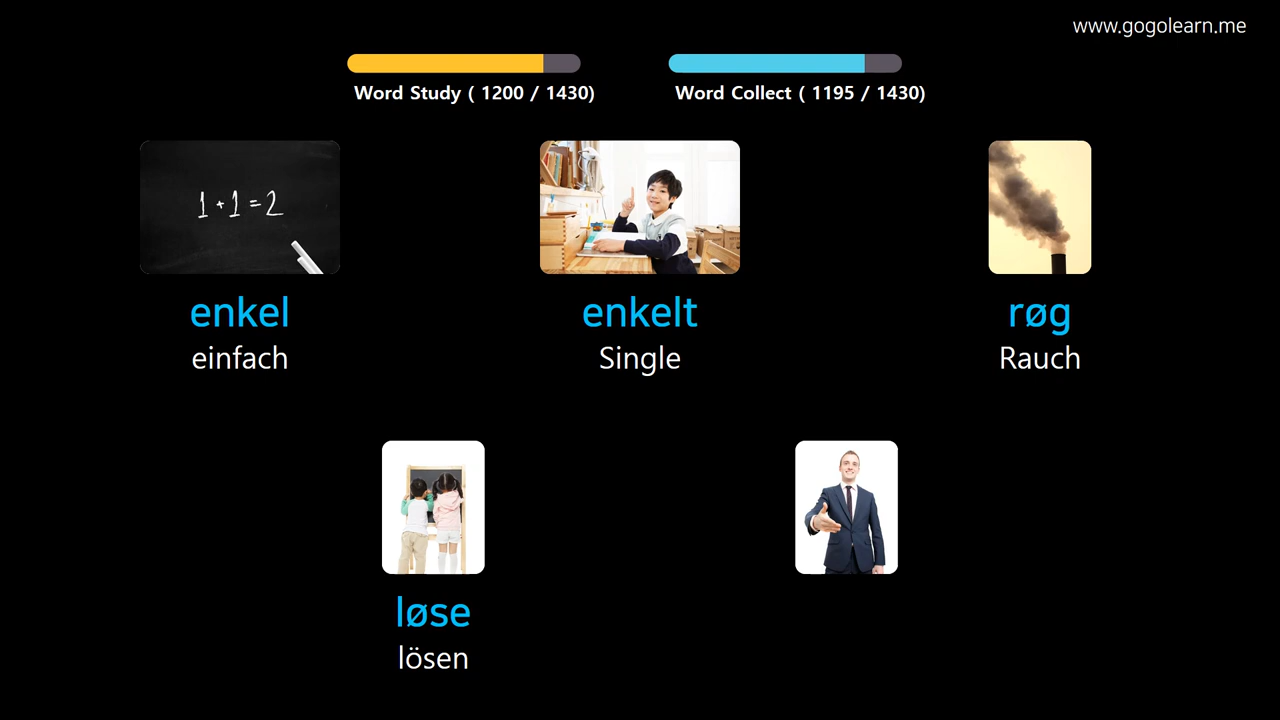 www.gogolearn.me
Word Study ( 1200 / 1430)
Word Collect ( 1195 / 1430)
1+1=2
enkel
einfach
enkelt
Single
røg
Rauch
løse
lösen